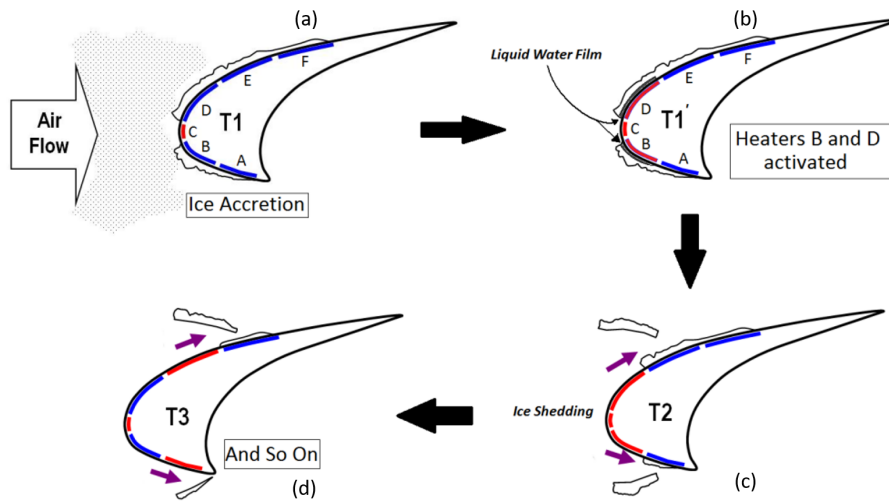 (a)
F
E
D
C
B
A
T1
Air
Flow
Ice Accretion
(b)
Liquid Water Film
F
E
D
C
B
A
T1′
Heaters B and D
activated
T3
And So On
(d)
Ice Shedding
T2
(c)